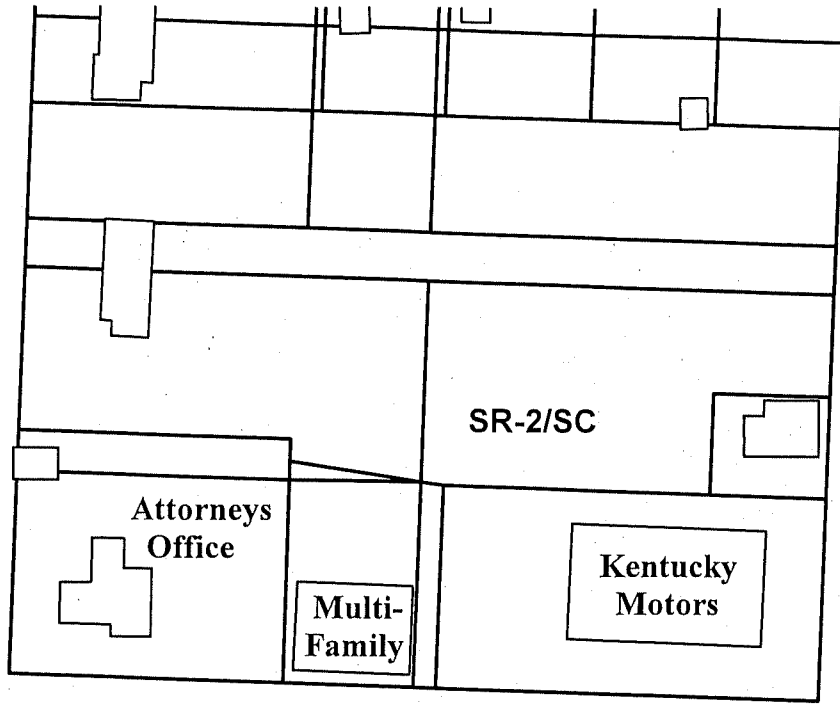 SR-2/SC
Attorneys
Office
Kentucky
Motors
Multi-
Family